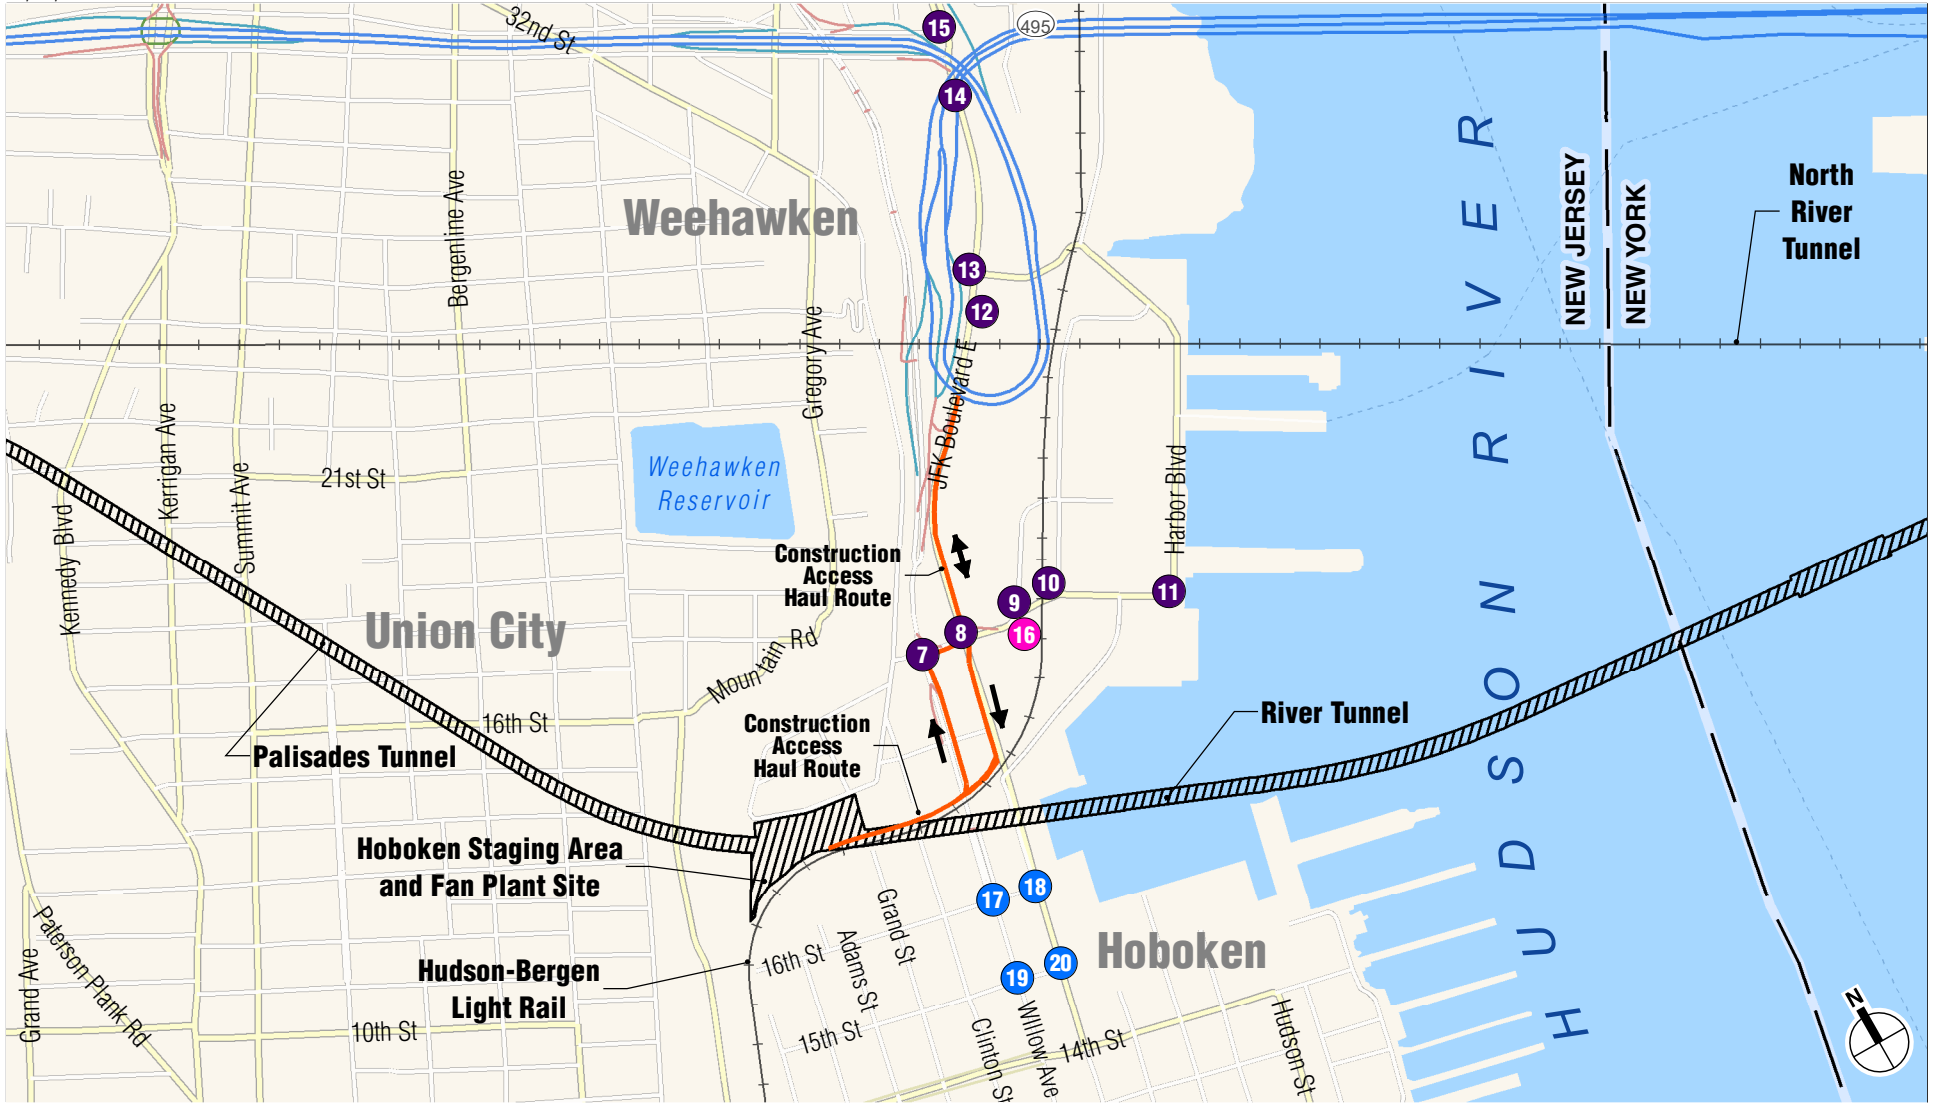 15
495
32nd St
14
Weehawken
Bergenline Ave
NEW JERSEY
NEW YORK
North
River
Tunnel
13
12
Gregory Ave
JFK Boulevard E
Kerrigan Ave
Summit Ave
21st St
Weehawken
Reservoir
Kennedy Blvd
Harbor Blvd
Construction
Access
Haul Route
10
9
11
8
16
7
Union City
Mountain Rd
16th St
Palisades Tunnel
Construction
Access
Haul Route
River Tunnel
HUDSON RIVER
Hoboken Staging Area
and Fan Plant Site
17
18
Grand St
Adams St
16th St
Hoboken
19
20
Hudson-Bergen
Light Rail
Paterson Plank Rd
Grand Ave
10th St
15th St
Clinton St
Willow Ave
14th St
Hudson St
N